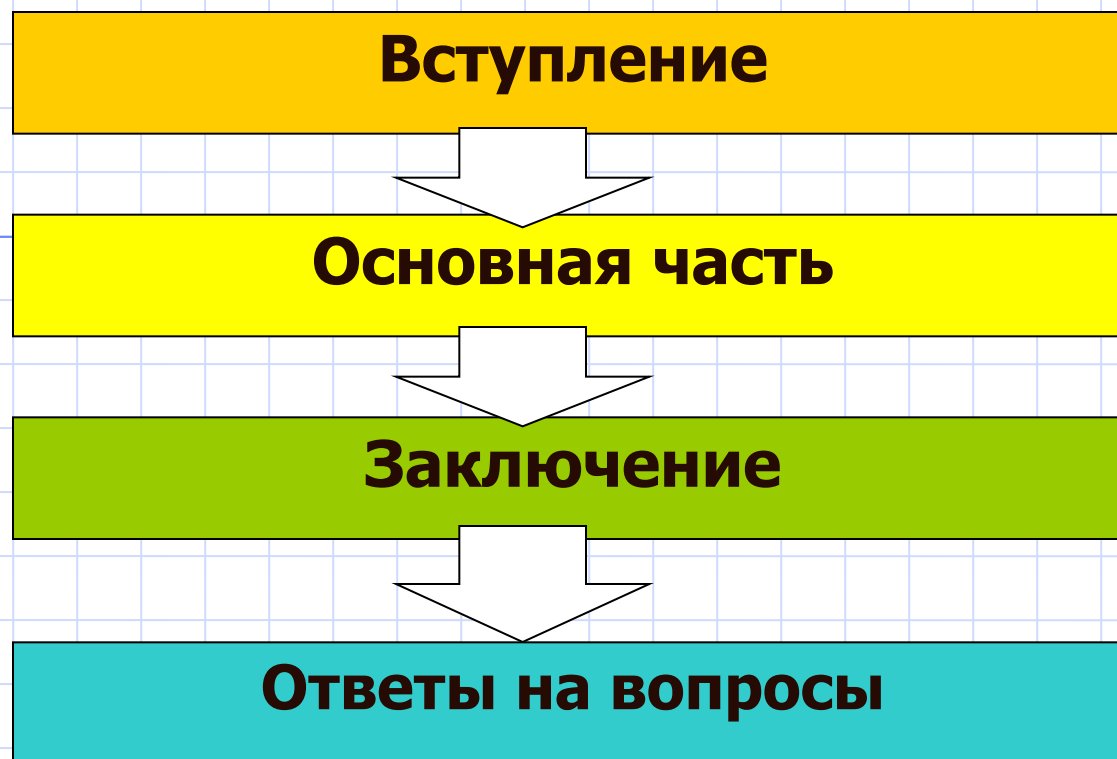 Вступление
Основная часть
Заключение
Ответы на вопросы